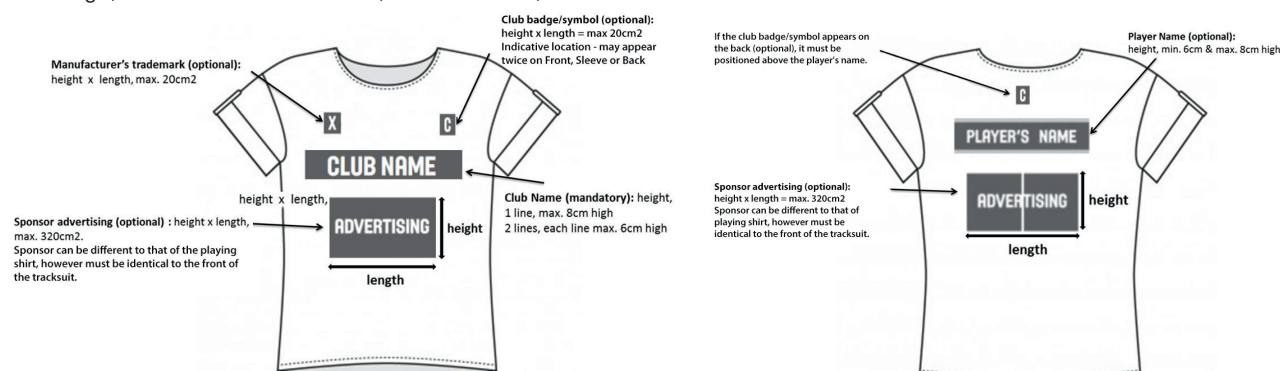 Club badge/symbol (optional):
height x length = max 20cm2
Indicative location - may appear
twice on Front, Sleeve or Back
Manufacturer's trademark (optional):
height x length, max. 20cm2
X
C
CLUB NAME
height x length,
Sponsor advertising (optional) : height x length,
max. 320cm2.
Sponsor can be different to that of the playing
shirt, however must be identical to the front of
the tracksuit.
ADVERTISING
height
length
Club Name (mandatory): height,
1 line, max. 8cm high
2 lines, each line max. 6cm high
If the club badge/symbol appears on
the back (optional), it must be
positioned above the player's name.
Player Name (optional):
height, min. 6cm & max. 8cm high
C
PLAYER'S NAME
Sponsor advertising (optional):
height x length = max. 320cm2
Sponsor can be different to that of
playing shirt, however must be
identical to the front of the tracksuit.
ADVERTISING
height
length